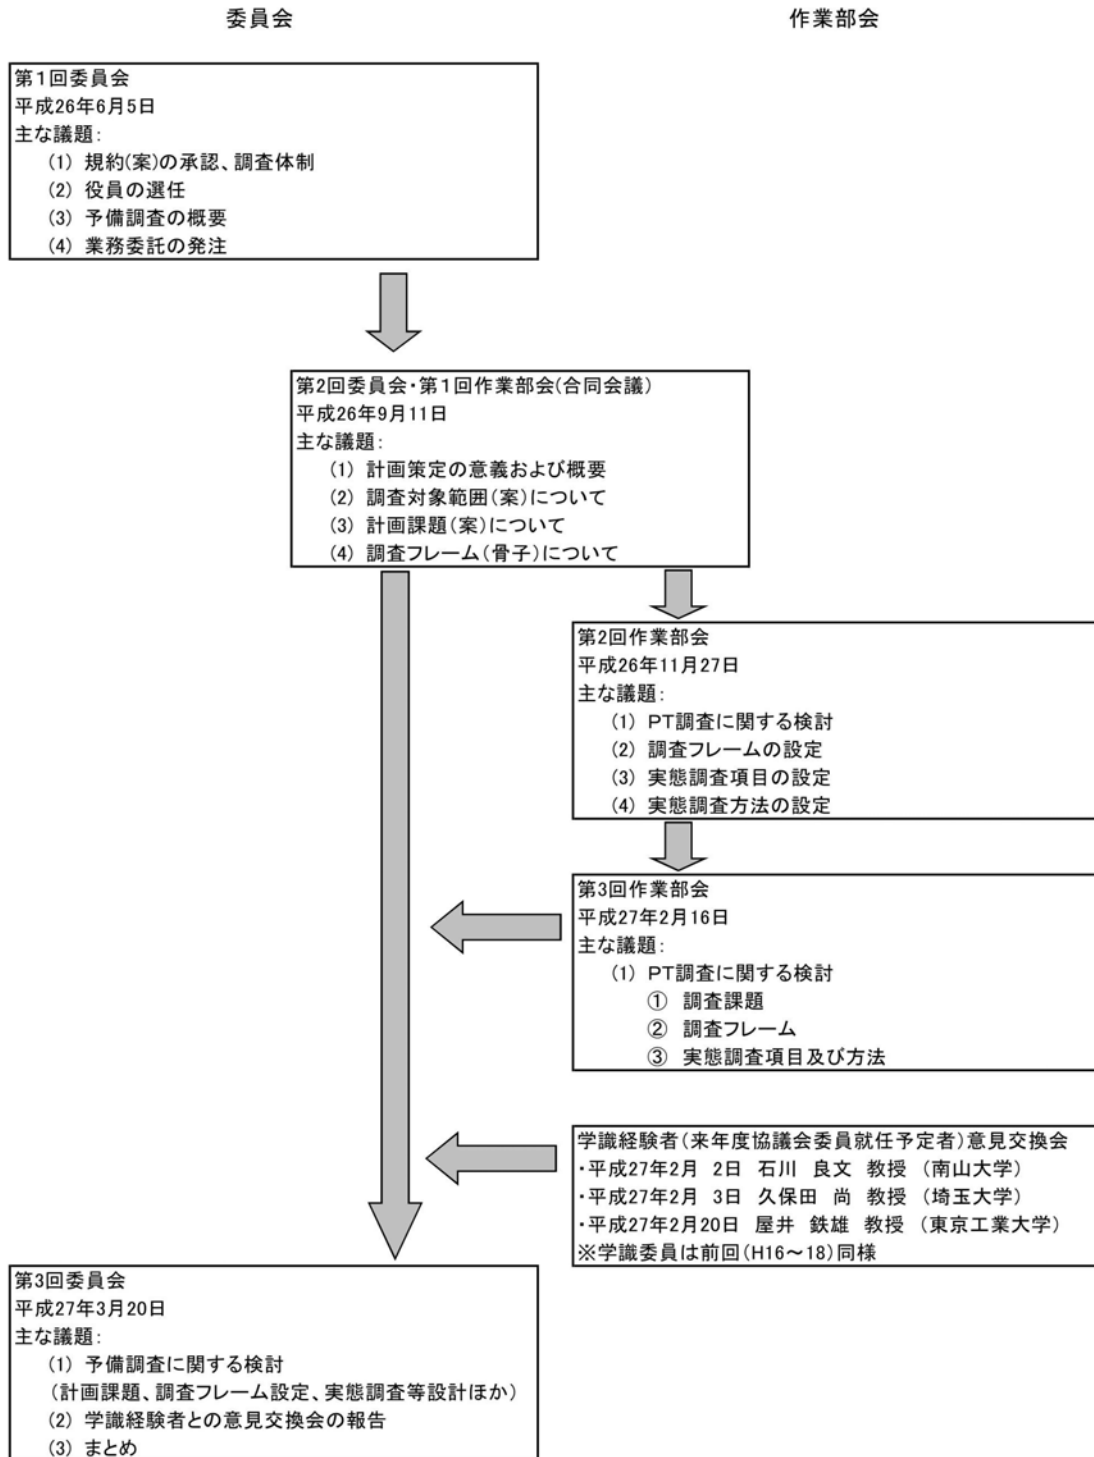 委員会
作業部会
第1回委員会
平成26年6月5日
主な議題:
(1) 規約(案)の承認、調査体制
(2) 役員の選任
(3) 予備調査の概要
(4) 業務委託の発注
第2回委員会・第1回作業部会(合同会議)
平成26年9月11日
主な議題:
(1) 計画策定の意義および概要
(2) 調査対象範囲(案)について
(3) 計画課題(案)について
(4) 調査フレーム(骨子)について
第2回作業部会
平成26年11月27日
主な議題:
(1) PT調査に関する検討
(2) 調査フレームの設定
(3) 実態調査項目の設定
(4) 実態調査方法の設定
第3回作業部会
平成27年2月16日
主な議題:
(1) PT調査に関する検討
① 調査課題
② 調査フレーム
③ 実態調査項目及び方法
学識経験者(来年度協議会委員就任予定者)意見交換会
・平成27年2月 2日 石川 良文 教授 (南山大学)
・平成27年2月 3日 久保田 尚 教授 (埼玉大学)
・平成27年2月20日 屋井 鉄雄 教授 (東京工業大学)
※学識委員は前回(H16～18)同様
第3回委員会
平成27年3月20日
主な議題:
(1) 予備調査に関する検討
(計画課題、調査フレーム設定、実態調査等設計ほか)
(2) 学識経験者との意見交換会の報告
(3) まとめ